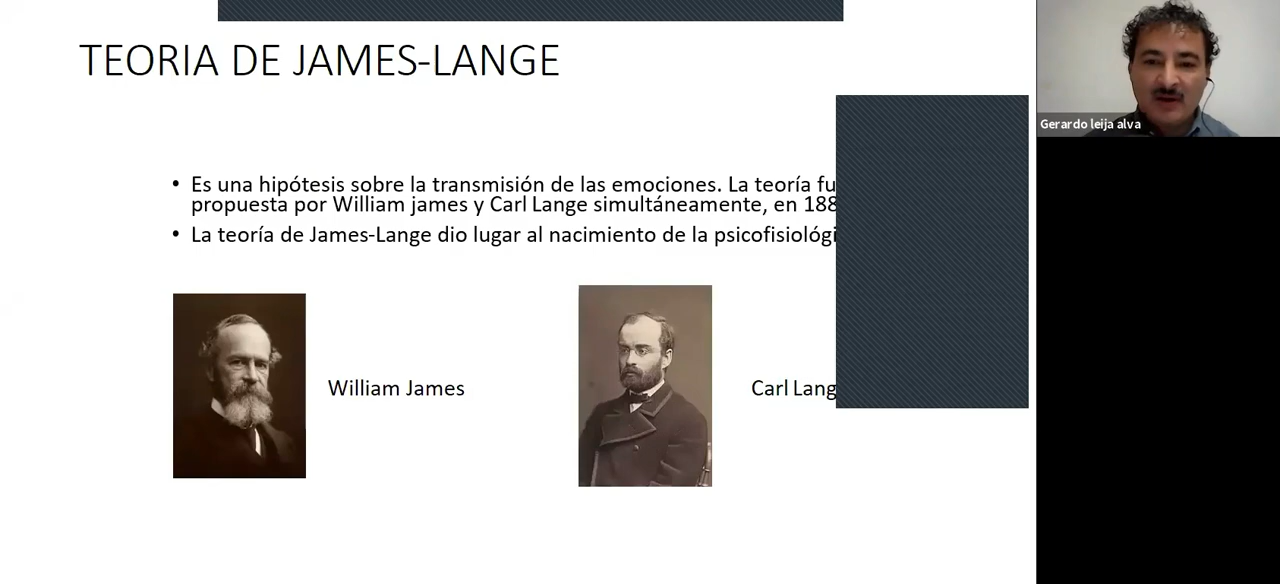 TEORIA DE JAMES-LANGE
Gerardo leija alva
• Es una hipótesis sobre la transmisión de las emociones. La teoría fu
propuesta por William james y Carl Lange simultáneamente, en 188
• La teoría de James-Lange dio lugar al nacimiento de la psicofisiológi
William James
Carl Lang